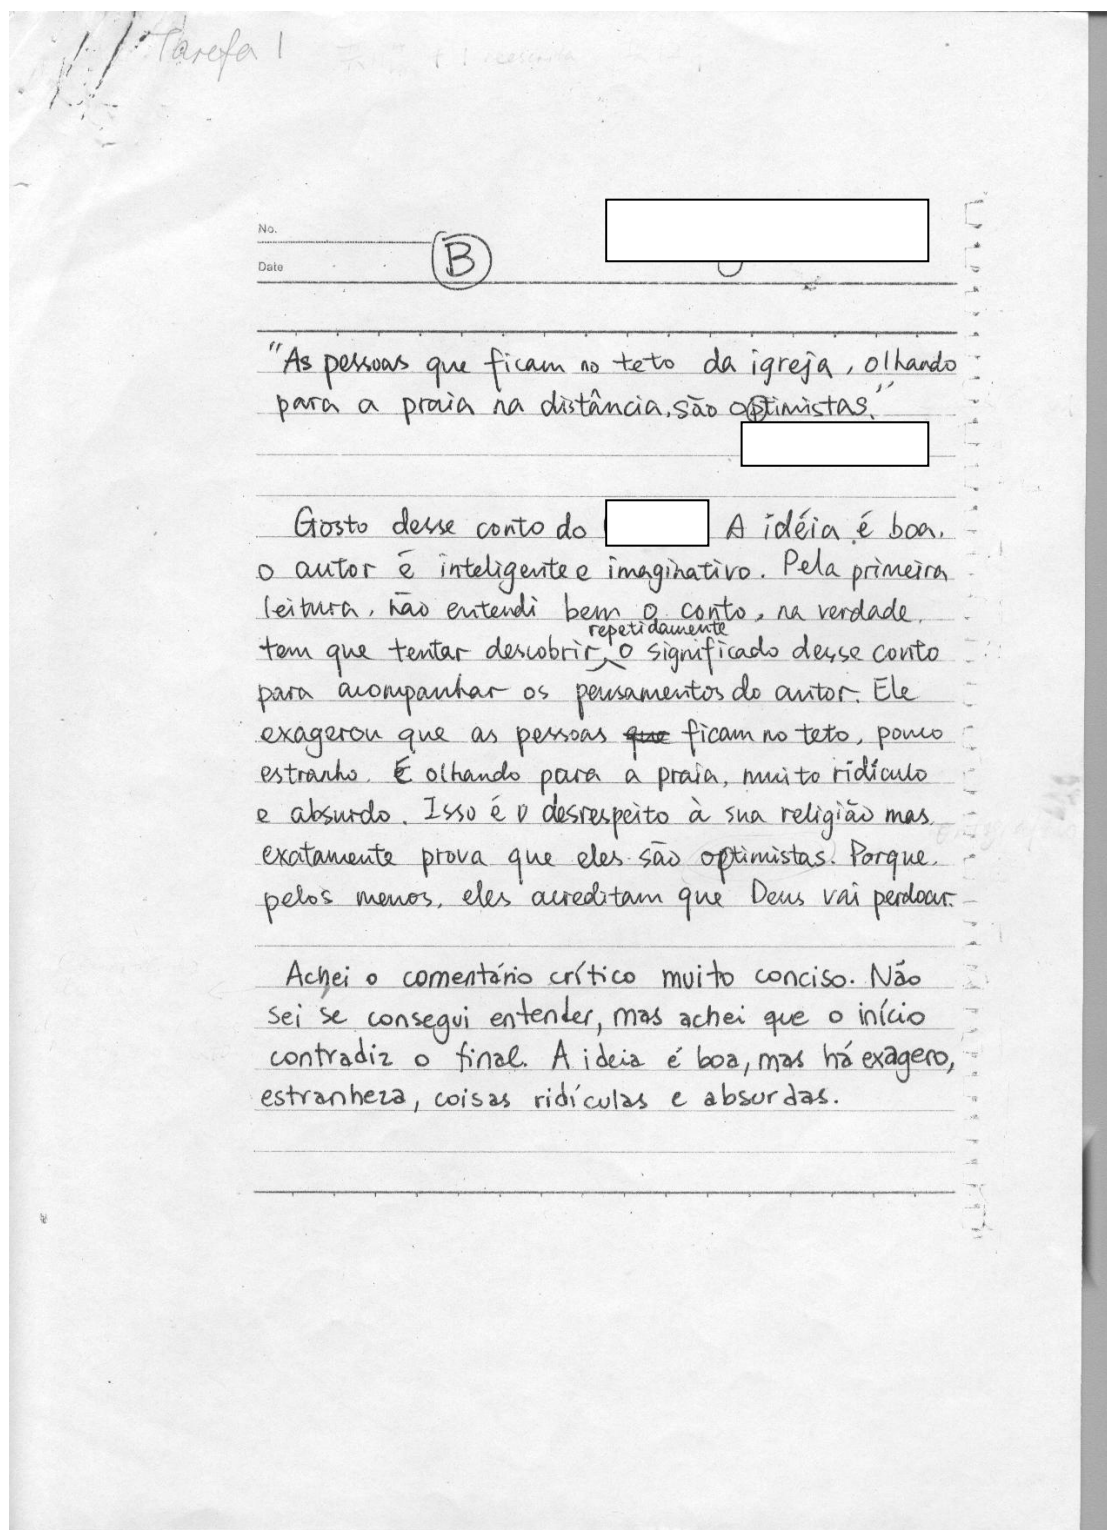 Tarefa 1
No.
B
Date
"As pessoas que ficam no teto da igreja, olhando
para a praia na distância, são optimistas."
Gosto desse conto do A idéia é boa.
o autor é inteligente e imaginativo. Pela primeira
leitura, não entendi bem o conto, na verdade,
repetidamente
tem que tentar descobrir o significado desse conto
para acompanhar os pensamentos do autor. Ele
exagerou que as pessoas que ficam no teto, pouco
estranho. E olhando para a praia, muito ridículo
e absurdo. Isso é o desrespeito à sua religião mas
exatamente prova que eles são optimistas. Porque,
pelos menos, eles acreditam que Deus vai perdoar.
Achei o comentário crítico muito conciso. Não
sei se consegui entender, mas achei que o início
contradiz o final. A ideia é boa, mas há exagero,
estranheza, coisas ridículas e absurdas.